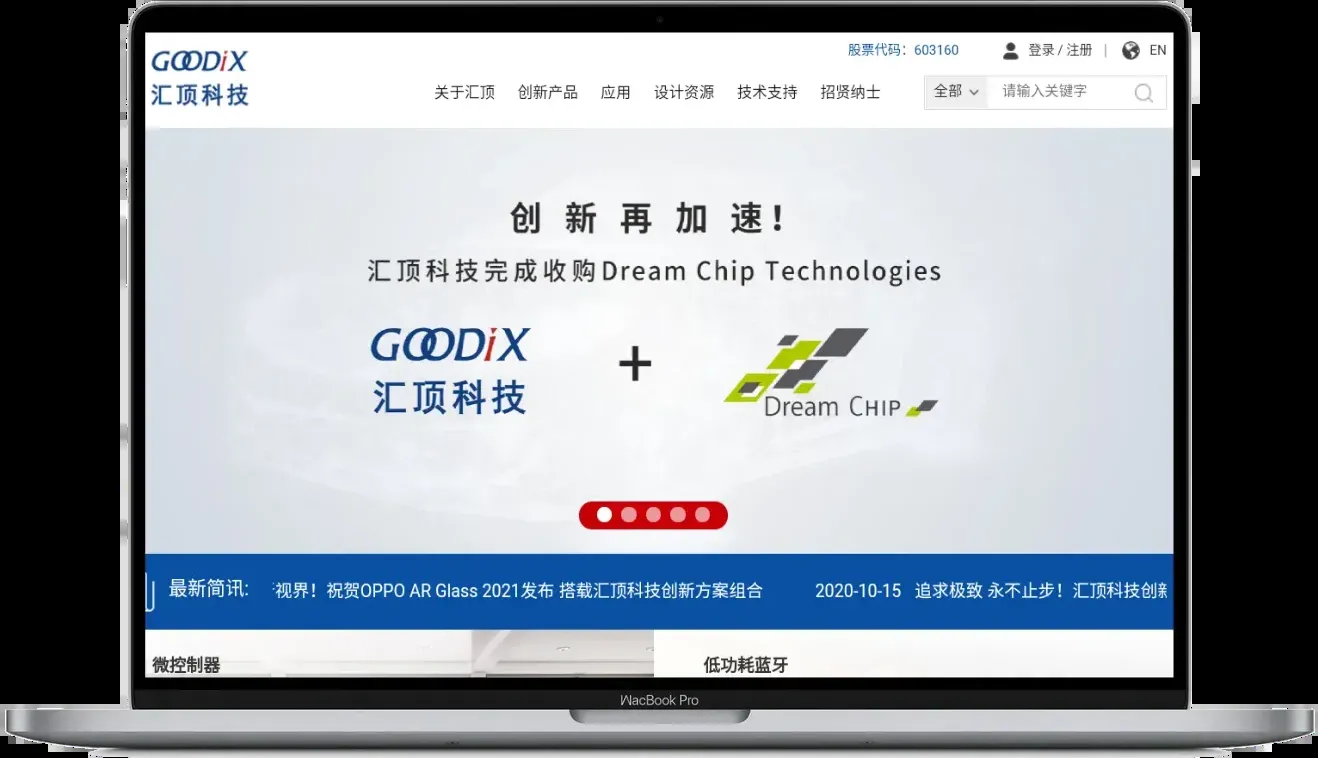 GOODiX
汇顶科技
股票代码：603160
登录 / 注册 | EN
关于汇顶 创新产品 应用 设计资源 技术支持 招贤纳士 全部 请输入关键字
创新再加速！
汇顶科技完成收购Dream Chip Technologies
GOODiX
汇顶科技
+
Dream CHIP
最新简讯: 视界！祝贺OPPO AR Glass 2021发布 搭载汇顶科技创新方案组合 2020-10-15 追求极致 永不止步！汇顶科技创新
微控制器 低功耗蓝牙
MacBook Pro